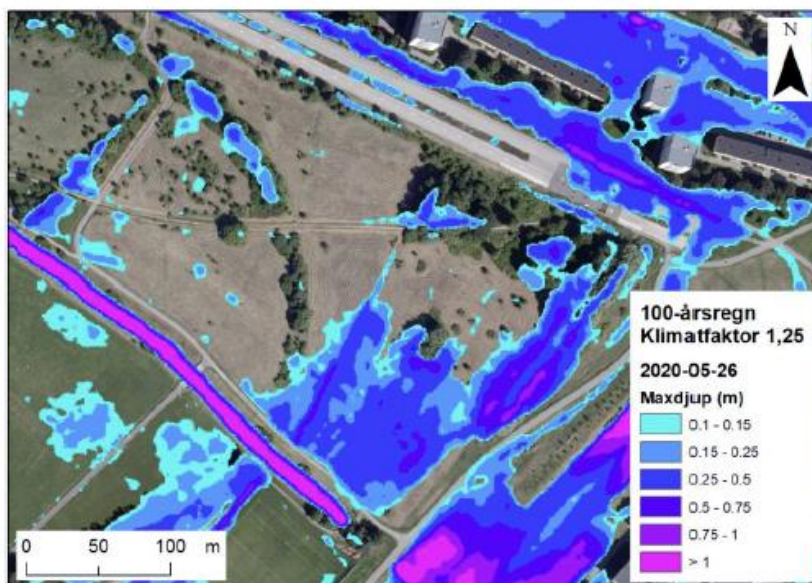 N
100-årsregn
Klimatfaktor 1,25
2020-05-26
Maxdjup (m)
0.1 - 0.15
0.15 - 0.25
0.25 - 0.5
0.5 - 0.75
0.75 - 1
> 1
0 50 100 m